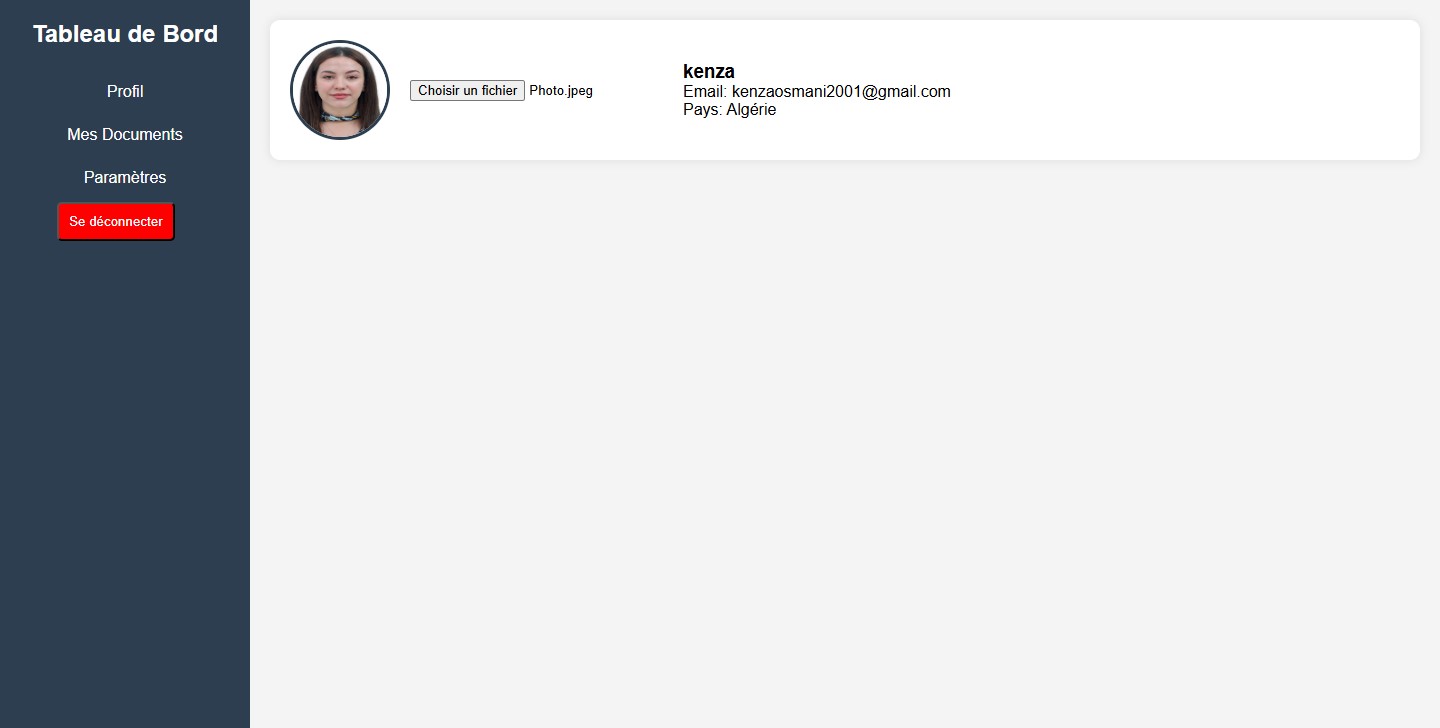 Tableau de Bord
Profil
Mes Documents
Paramètres
Se déconnecter
Choisir un fichier Photo.jpeg
kenza
Email: kenzaosmani2001@gmail.com
Pays: Algérie